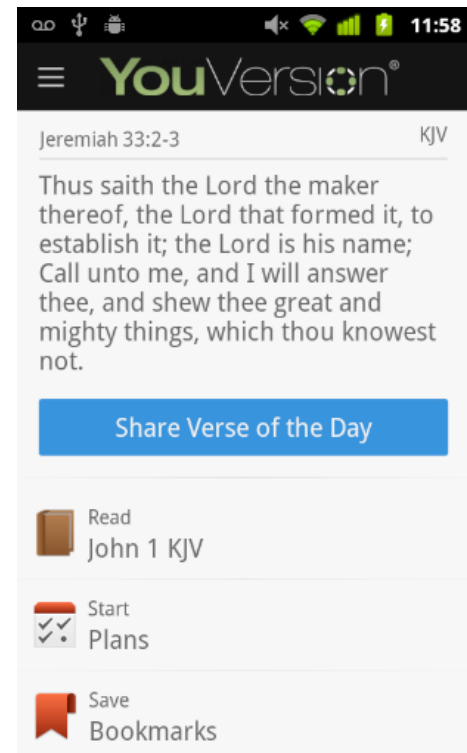 11:58
YouVersion®
Jeremiah 33:2-3 KJV
Thus saith the Lord the maker
thereof, the Lord that formed it, to
establish it; the Lord is his name;
Call unto me, and I will answer
thee, and shew thee great and
mighty things, which thou knowest
not.
Share Verse of the Day
Read
John 1 KJV
Start
Plans
Save
Bookmarks